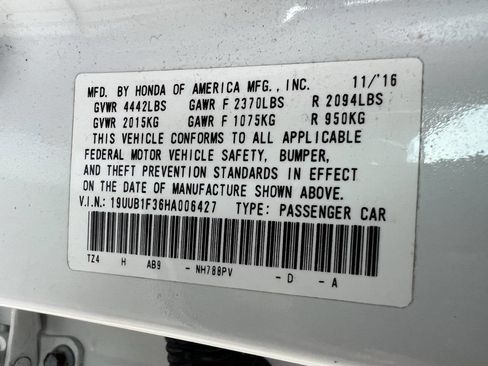 MFD. BY HONDA OF AMERICA MFG., INC. 11/'16
GVWR 4442LBS GAWR F 2370LBS R 2094LBS
GVWR 2015KG GAWR F 1075KG R 950KG
THIS VEHICLE CONFORMS TO ALL APPLICABLE
FEDERAL MOTOR VEHICLE SAFETY, BUMPER,
AND THEFT PREVENTION STANDARDS IN EFFECT
ON THE DATE OF MANUFACTURE SHOWN ABOVE.
V.I.N.: 19UUB1F36HA006427 TYPE: PASSENGER CAR
TZ4 H AB9 - NH788PV - D - A